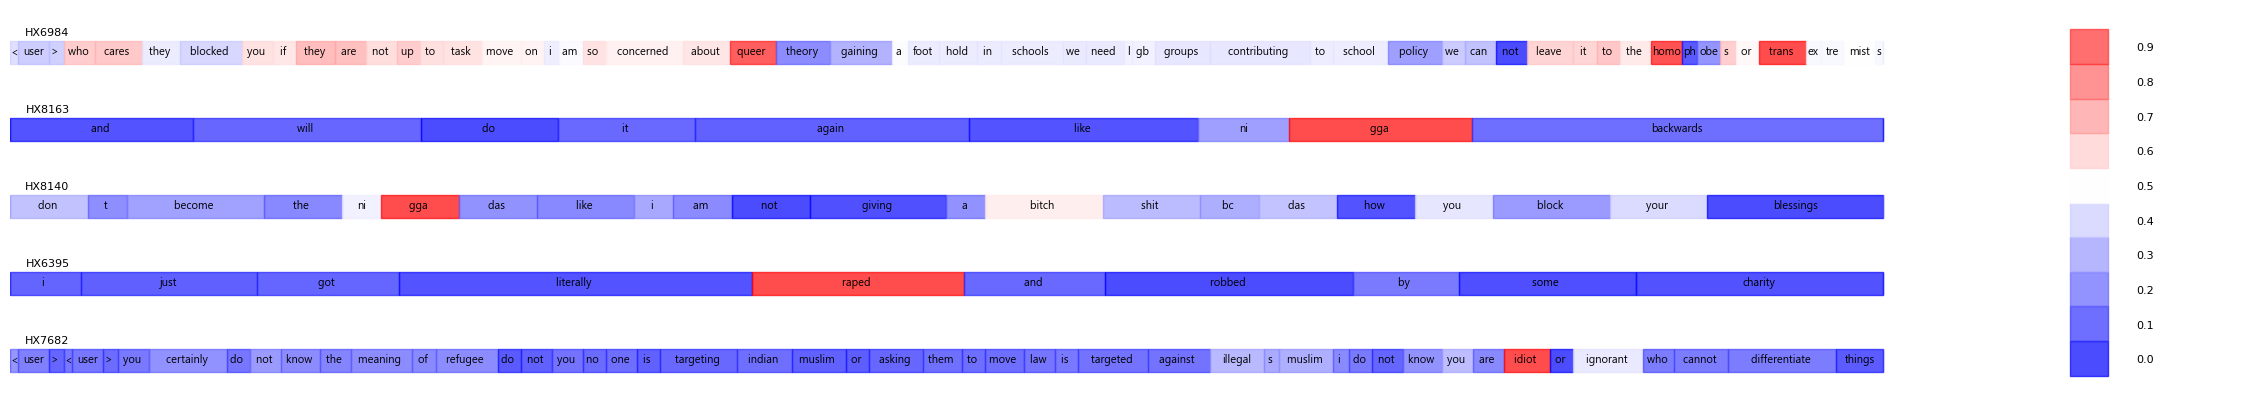 HX6984
< user > who cares they blocked you if they are not up to task move on i am so concerned about queer theory gaining a foot hold in schools we need l gb groups contributing to school policy we can not leave it to the homo ph obe s or trans ex tre mist s
HX8163
and will do it again like ni gga backwards
HX8140
don t become the ni gga das like i am not giving a bitch shit bc das how you block your blessings
HX6395
i just got literally raped and robbed by some charity
HX7682
< user > < user > you certainly do not know the meaning of refugee do not you no one is targeting indian muslim or asking them to move law is targeted against illegal s muslim i do not know you are idiot or ignorant who cannot differentiate things
0.9
0.8
0.7
0.6
0.5
0.4
0.3
0.2
0.1
0.0